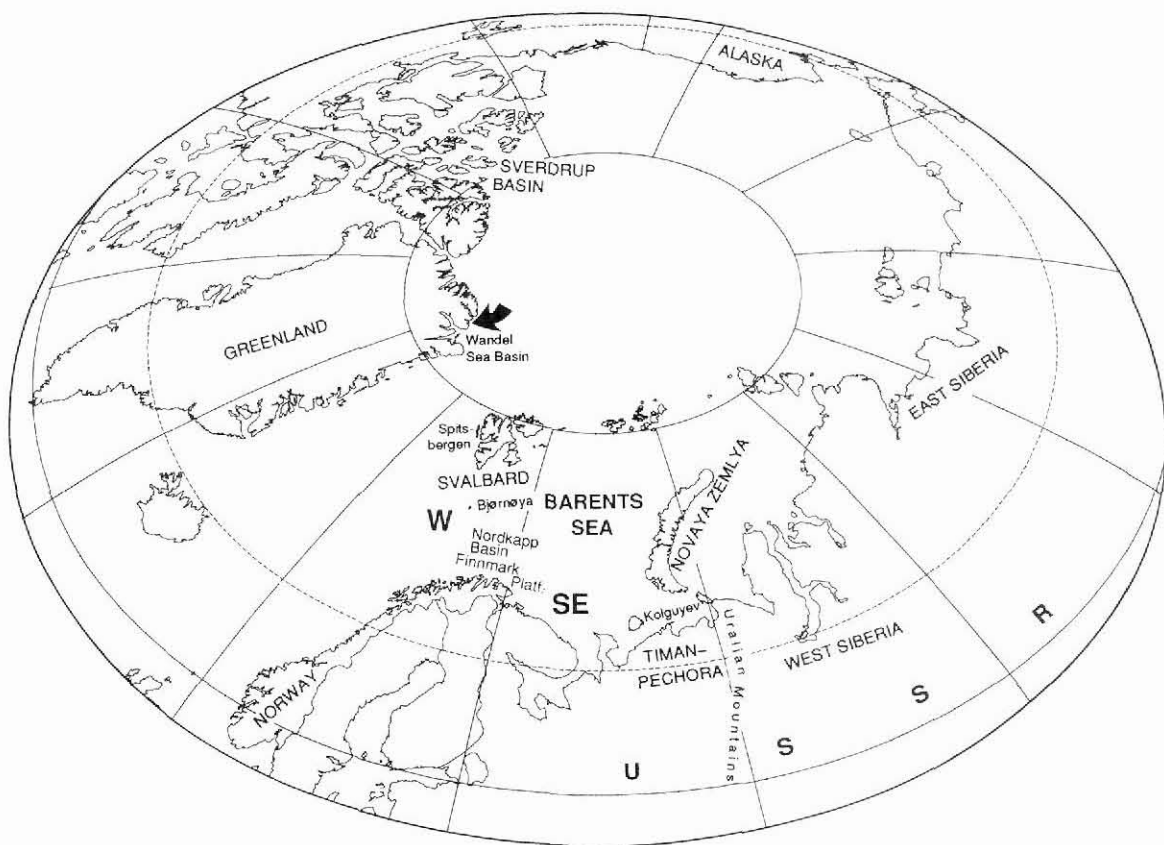 ALASKA
SVERDRUP
BASIN
GREENLAND
Wandel
Sea Basin
EAST SIBERIA
Spits-
bergen
SVALBARD
Bjørnøya
W
BARENTS
SEA
NOVAYA ZEMLYA
Nordkapp
Basin
Finnmark
Platf.
SE
Kolguyev
TIMAN-
PECHORA
Uralian Mountains
WEST SIBERIA
NORWAY
U
S
S
R